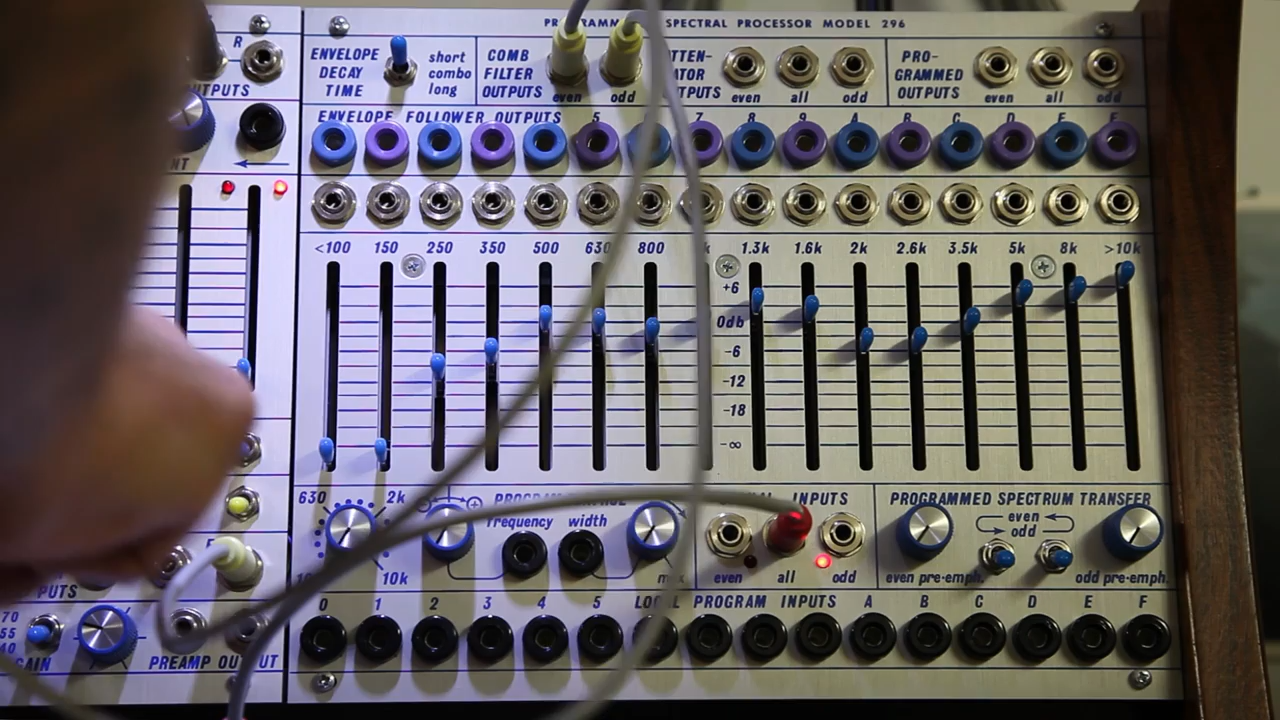 SPECTRAL PROCESSOR MODEL 296
R
ENVELOPE
DECAY
TIME
short
combo
long
COMB
FILTER
OUTPUTS
even odd
even all odd
PRO-
GRAMMED
OUTPUTS
even all odd
ENVELOPE FOLLOWER OUTPUTS 5 7 8 9 A B C D E F
<100 150 250 350 500 630 800 1.3k 1.6k 2k 2.6k 3.5k 5k 8k >10k
+6
0db
-6
-12
-18
-∞
630 2k
10k
frequency width
INPUTS
even all odd
PROGRAMMED SPECTRUM TRANSFER
even
odd
even pre-emph.
odd pre-emph.
0 1 2 3 4 5 LOCAL PROGRAM INPUTS A B C D E F
70
55
40
GAIN
PREAMP OUTPUT